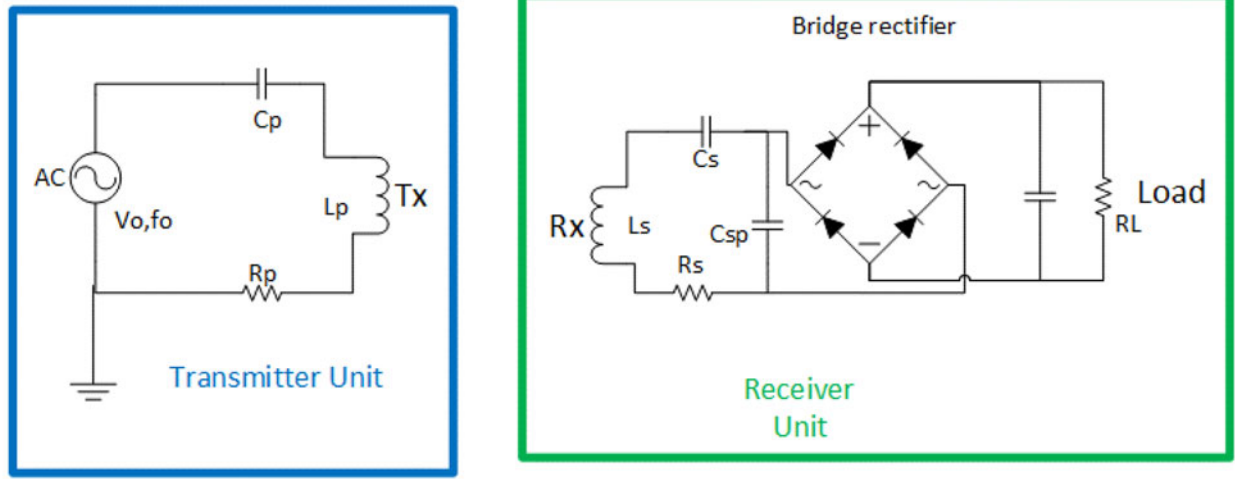 AC
Vo,fo
Cp
Lp
Tx
Rp
Transmitter Unit
Bridge rectifier
Rx
Ls
Cs
Csp
Rs
+
~
~
−
Load
RL
Receiver
Unit